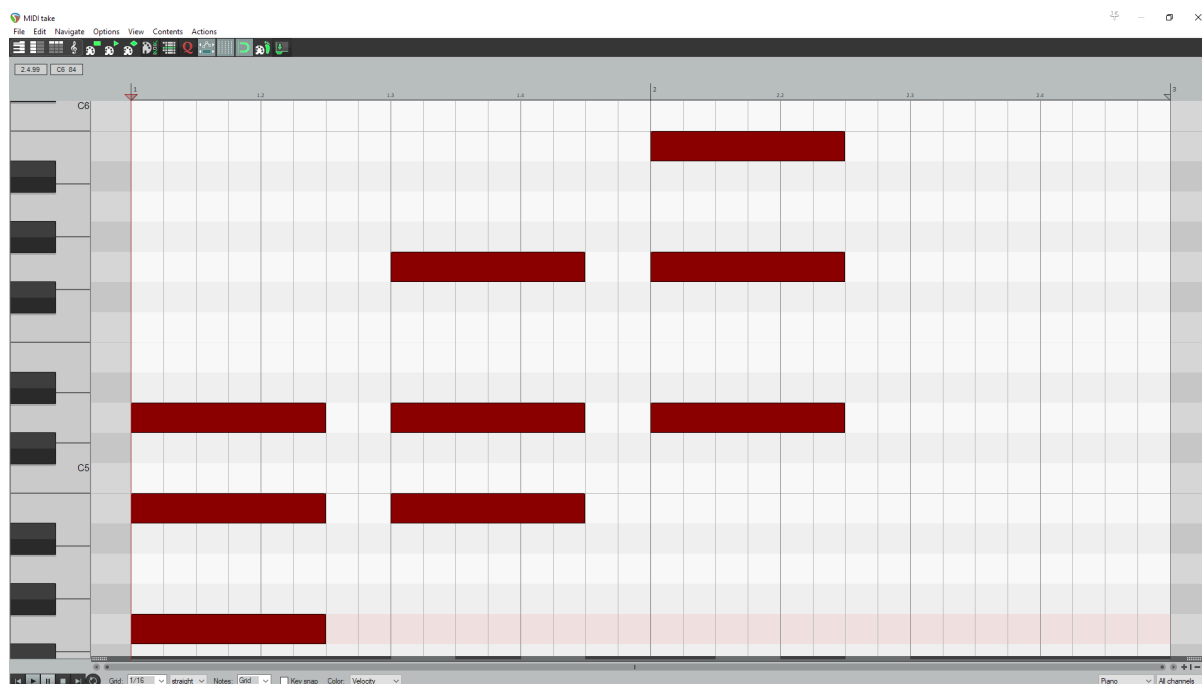 MIDI take
File Edit Navigate Options View Contents Actions
2.4.99 C6 84
1 1.2 1.3 1.4 2 2.2 2.3 2.4 3
C6
C5
Grid: 1/16 straight Notes: Grid Key snap Color: Velocity Piano All channels